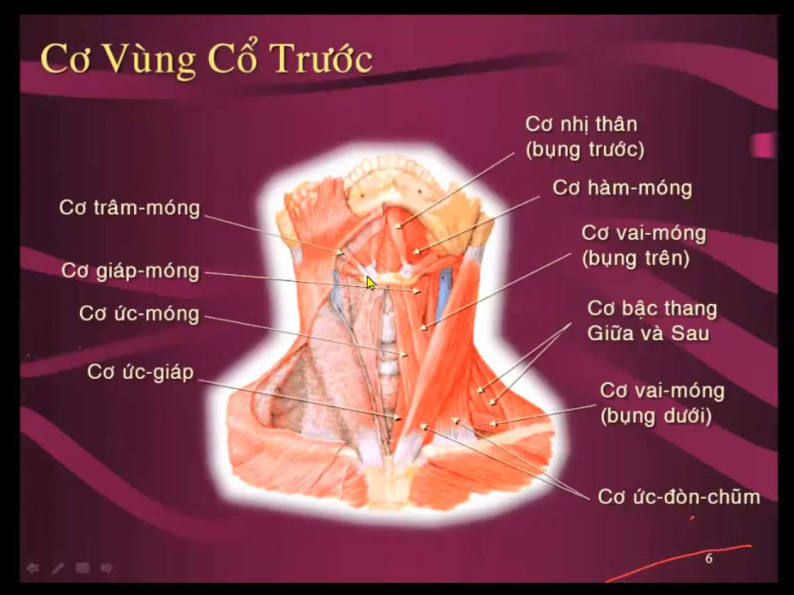 Cơ Vùng Cổ Trước
Cơ nhị thân
(bụng trước)
Cơ hàm-móng
Cơ vai-móng
(bụng trên)
Cơ bậc thang
Giữa và Sau
Cơ vai-móng
(bụng dưới)
Cơ ức-đòn-chũm
Cơ trâm-móng
Cơ giáp-móng
Cơ ức-móng
Cơ ức-giáp
6